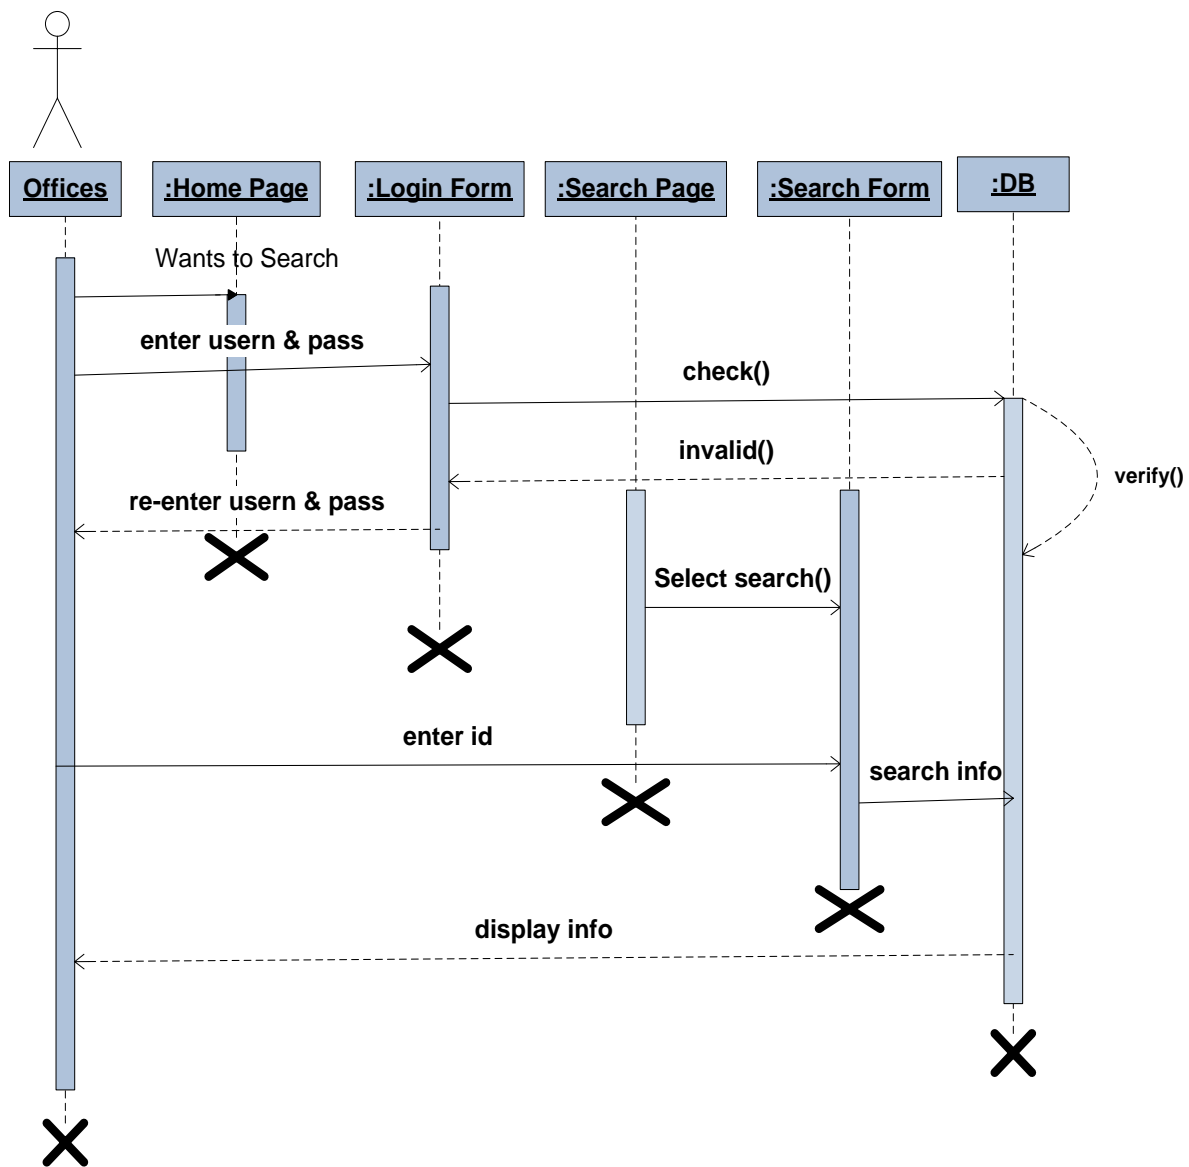 Offices
:Home Page
:Login Form
:Search Page
:Search Form
:DB
Wants to Search
enter usern & pass
check()
invalid()
verify()
re-enter usern & pass
Select search()
enter id
search info
display info